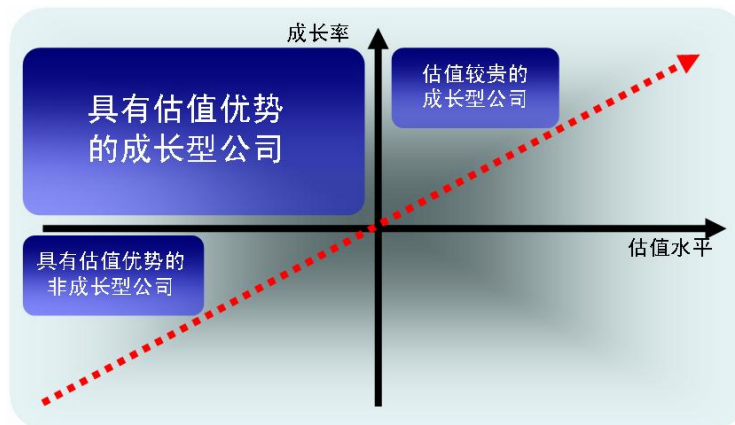 成长率
具有估值优势
的成长型公司
估值较贵的
成长型公司
估值水平
具有估值优势的
非成长型公司